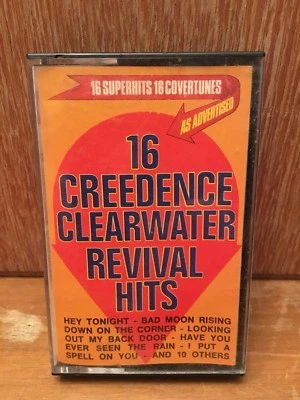 16 SUPERHITS 16 COVERTUNES
AS ADVERTISED
16
CREEDENCE
CLEARWATER
REVIVAL
HITS
HEY TONIGHT - BAD MOON RISING
DOWN ON THE CORNER - LOOKING
OUT MY BACK DOOR - HAVE YOU
EVER SEEN THE RAIN - I PUT A
SPELL ON YOU - AND 10 OTHERS